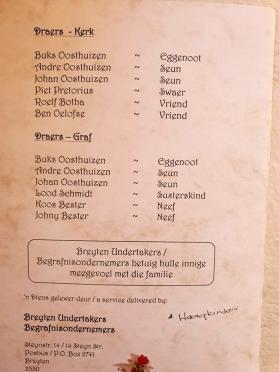 Draers - Kerk
Buks Oosthuizen ~ Eggenoot
Andre Oosthuizen ~ Seun
Johan Oosthuizen ~ Seun
Piet Pretorius ~ Swaer
Roelf Botha ~ Vriend
Ben Oelofse ~ Vriend
Draers – Graf
Buks Oosthuizen ~ Eggenoot
Andre Oosthuizen ~ Seun
Johan Oosthuizen ~ Seun
Lood Schmidt ~ Susterskind
Koos Bester ~ Neef
Johny Bester ~ Neef
Breyten Undertakers /
Begrafnisondernemers betuig hulle innige
meegevoel met die familie
'n Diens gelewer deur / a service delivered by:
Breyten Undertakers
Begrafnisondernemers
Steynstr. 14 / 14 Steyn Str.
Posbus / P.O. Box 2741
Breyten
2330